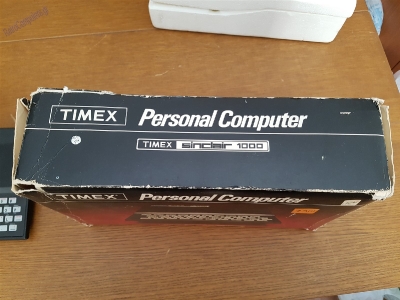 TIMEX Personal Computer
TIMEX sinclair 1000
TIMEX Personal Computer